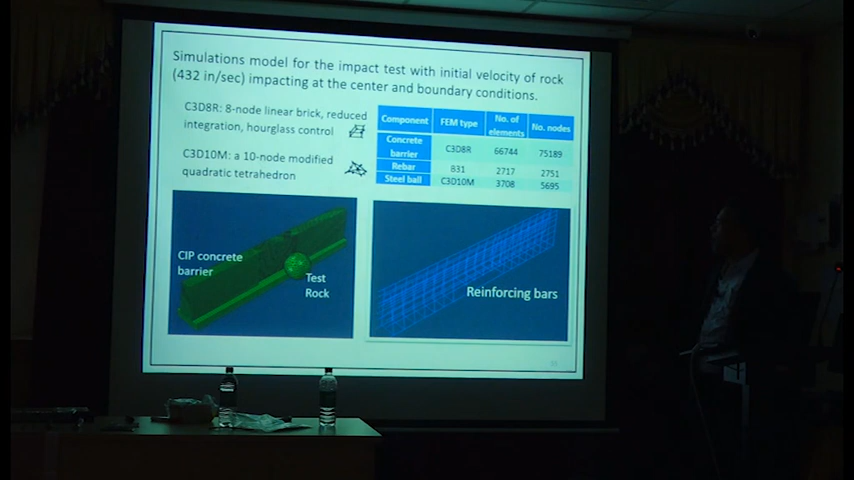 Simulations model for the impact test with initial velocity of rock
(432 in/sec) impacting at the center and boundary conditions.
C3D8R: 8-node linear brick, reduced
integration, hourglass control
C3D10M: a 10-node modified
quadratic tetrahedron
Component FEM type No. of elements No. nodes
Concrete barrier C3D8R 66744 75189
Rebar B31 2717 2751
Steel ball C3D10M 3708 5695
CIP concrete
barrier
Test
Rock
Reinforcing bars